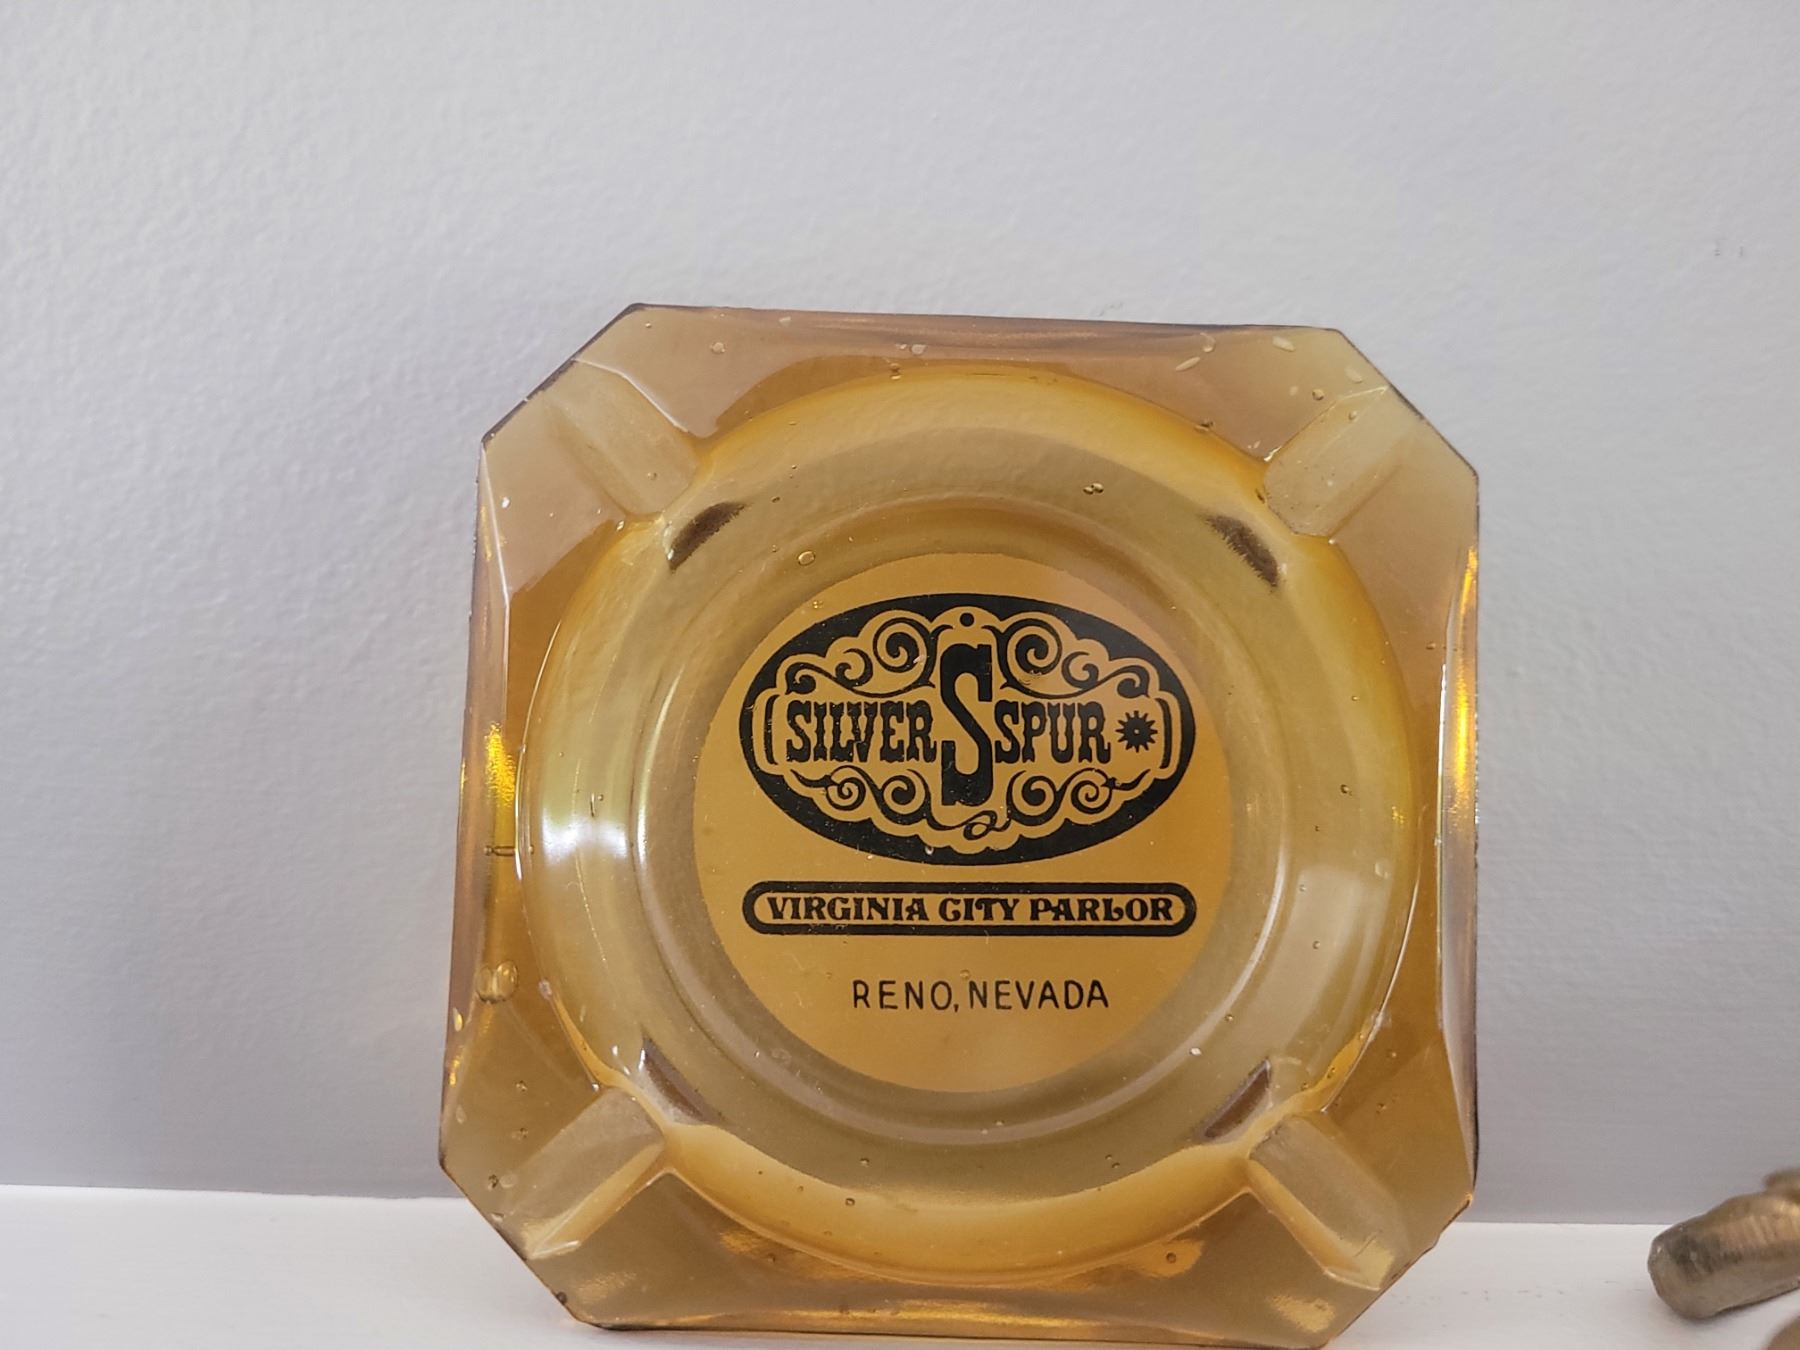 SILVER S SPUR
VIRGINIA CITY PARLOR
RENO, NEVADA